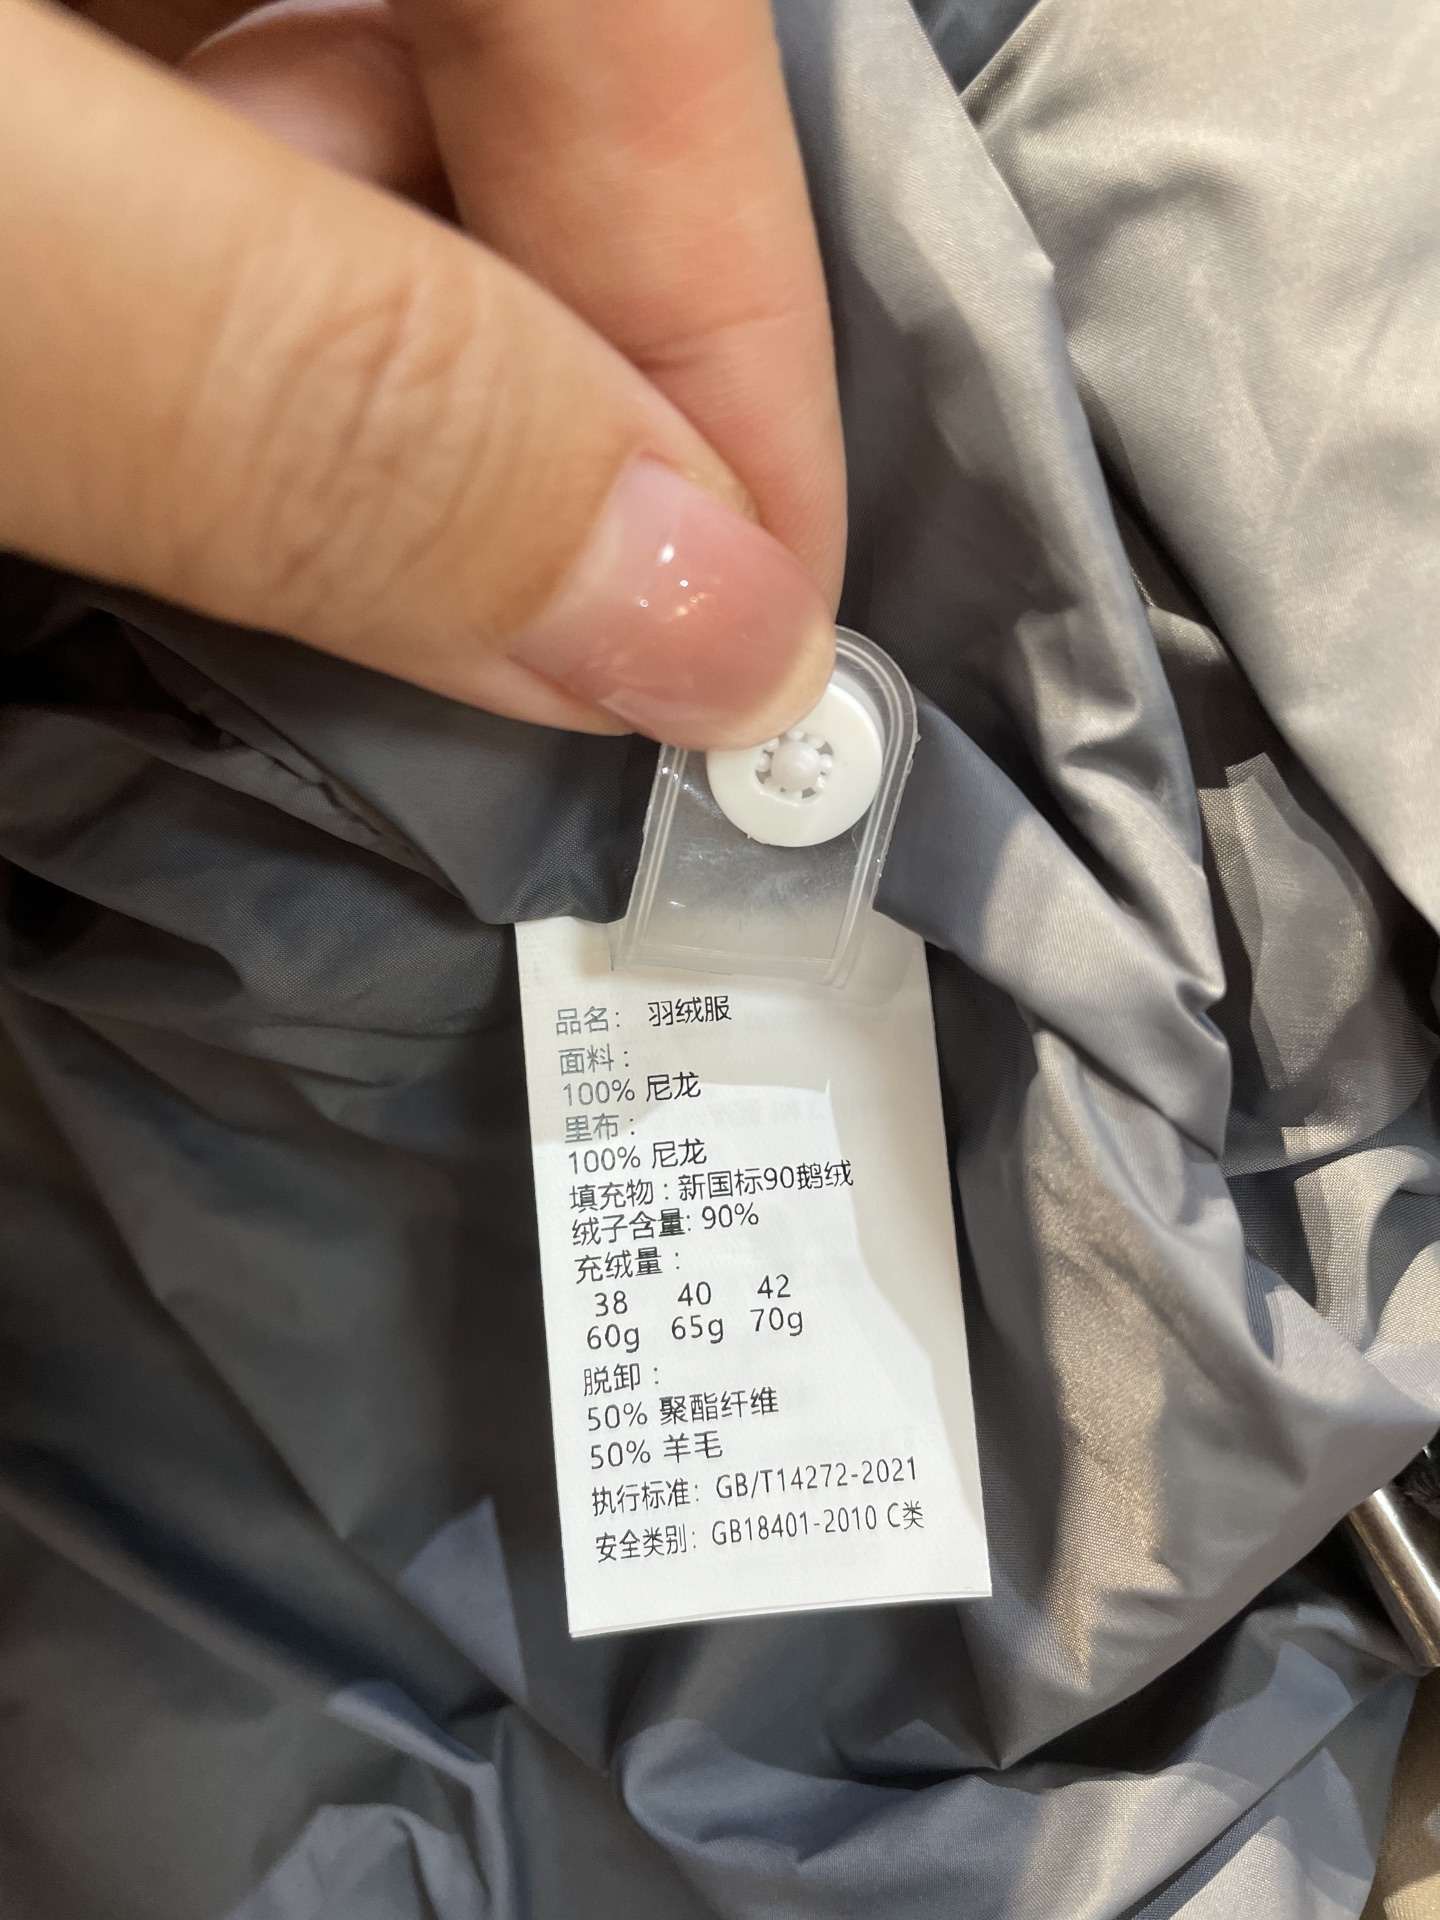 品名： 羽绒服
面料：
100% 尼龙
里布：
100% 尼龙
填充物：新国标90鹅绒
绒子含量: 90%
充绒量：
38 40 42
60g 65g 70g
脱卸：
50% 聚酯纤维
50% 羊毛
执行标准：GB/T14272-2021
安全类别：GB18401-2010 C类